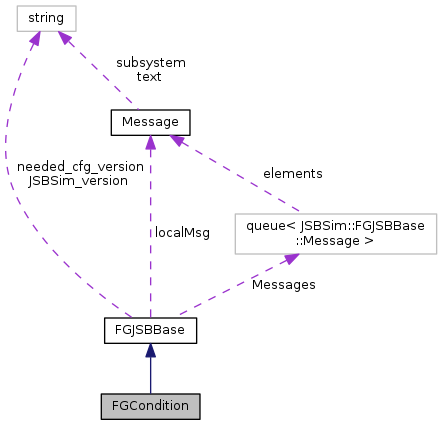 string
subsystem
text
Message
needed_cfg_version
JSBSim_version
elements
localMsg
queue< JSBSim::FGJSBBase
::Message >
Messages
FGJSBBase
FGCondition